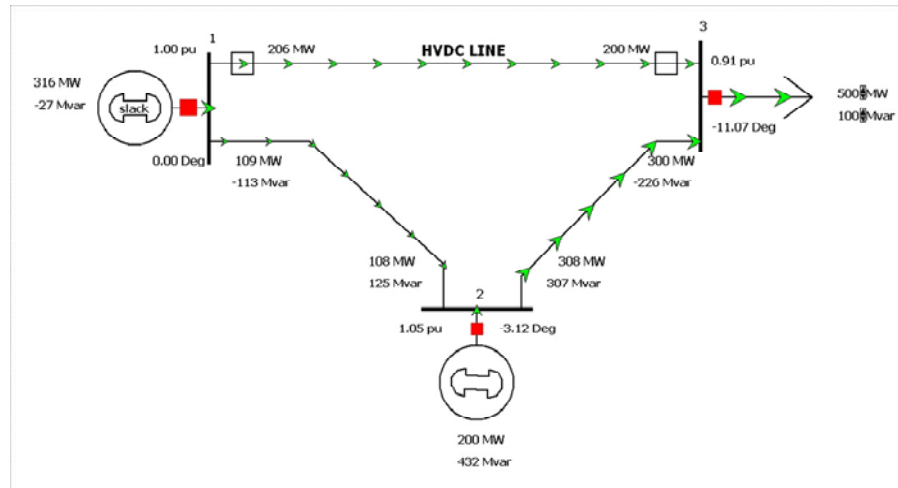 3
1
1.00 pu
206 MW
HVDC LINE
200 MW
0.91 pu
316 MW
-27 Mvar
slack
500 MW
100 Mvar
-11.07 Deg
0.00 Deg
109 MW
-113 Mvar
300 MW
-226 Mvar
108 MW
125 Mvar
308 MW
307 Mvar
2
1.05 pu
-3.12 Deg
200 MW
-432 Mvar